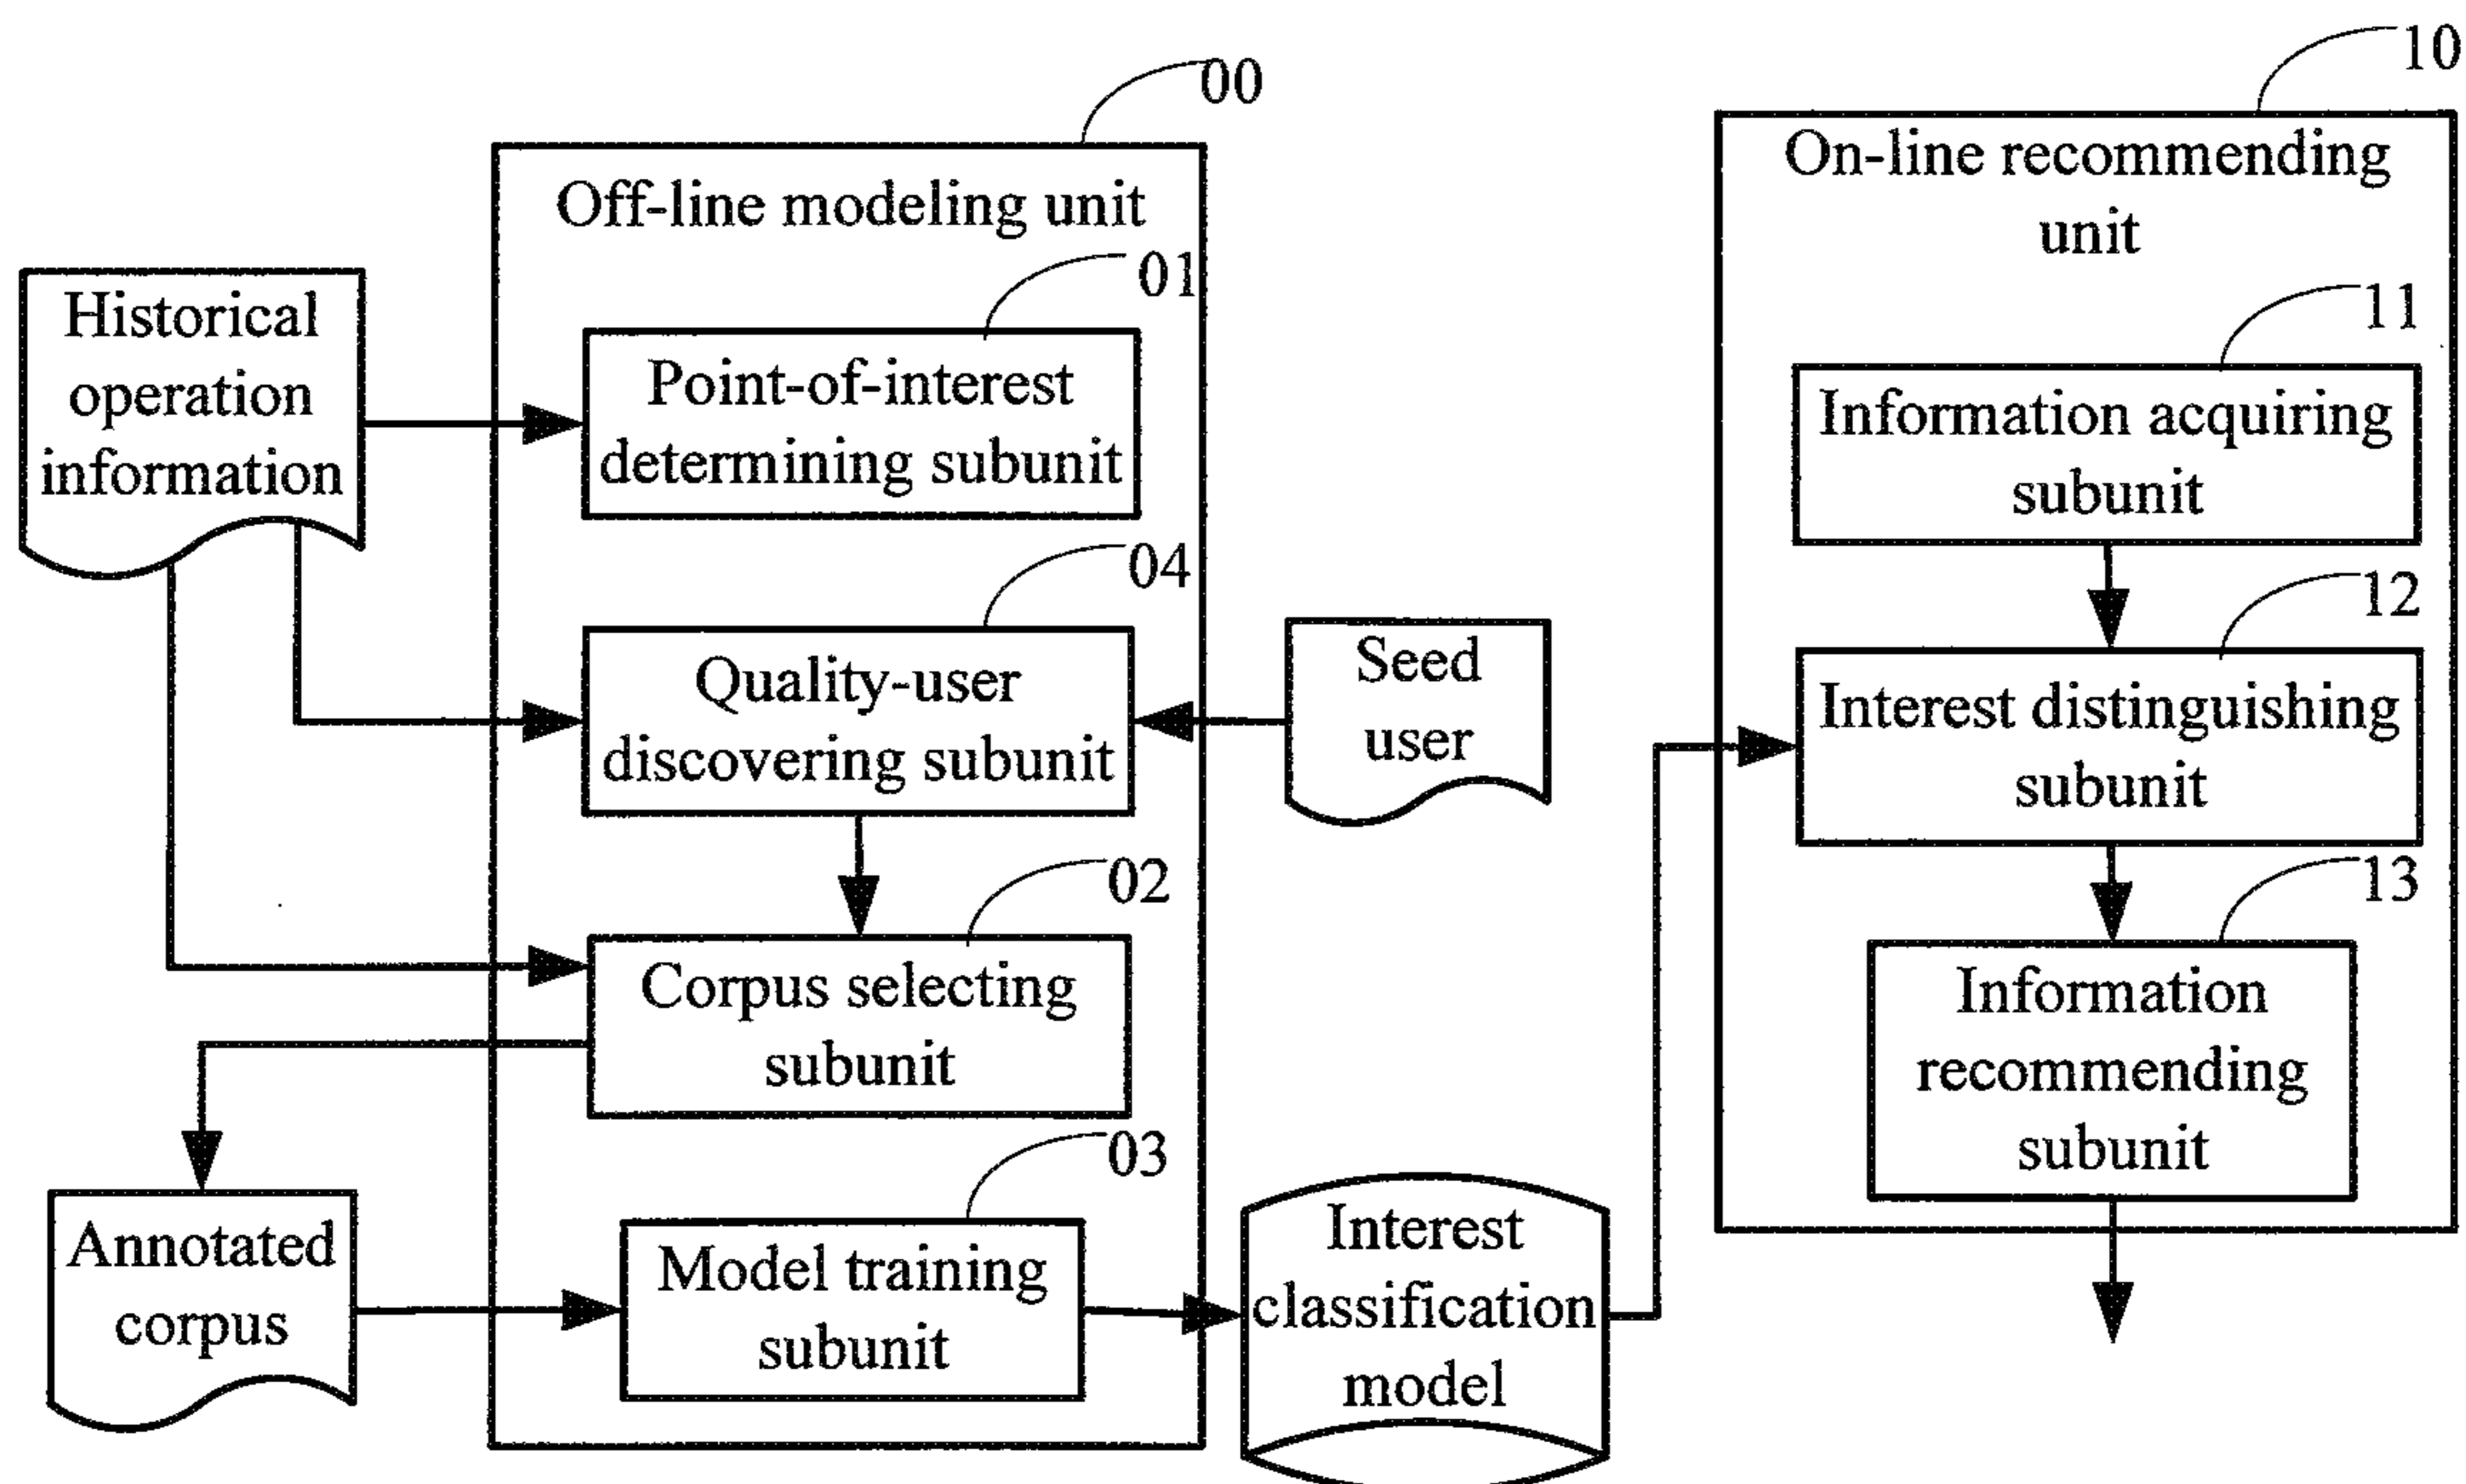 00
Off-line modeling unit
Historical
operation
information
01
Point-of-interest
determining subunit
04
Quality-user
discovering subunit
Seed
user
02
Corpus selecting
subunit
Annotated
corpus
03
Model training
subunit
Interest
classification
model
10
On-line recommending
unit
11
Information acquiring
subunit
12
Interest distinguishing
subunit
13
Information
recommending
subunit